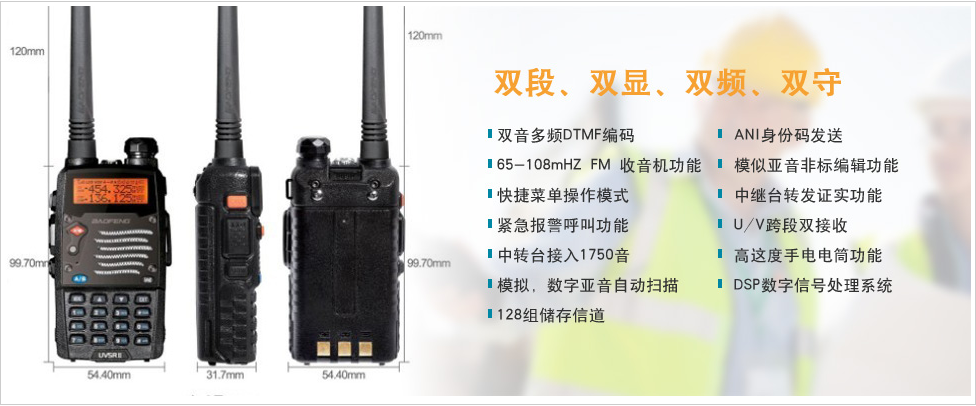 120mm
120mm
双段、双显、双频、双守
双音多频DTMF编码
ANI身份码发送
65-108mHZ FM 收音机功能
模似亚音非标编辑功能
快捷菜单操作模式
中继台转发证实功能
紧急报警呼叫功能
U/V跨段双接收
中转台接入1750音
高这度手电电筒功能
模拟，数字亚音自动扫描
DSP数字信号处理系统
128组储存信道
-454.325
-136.125
BAOFENG
99.70mm
99.70mm
A/B
UV5RⅡ
54.40mm
31.7mm
54.40mm